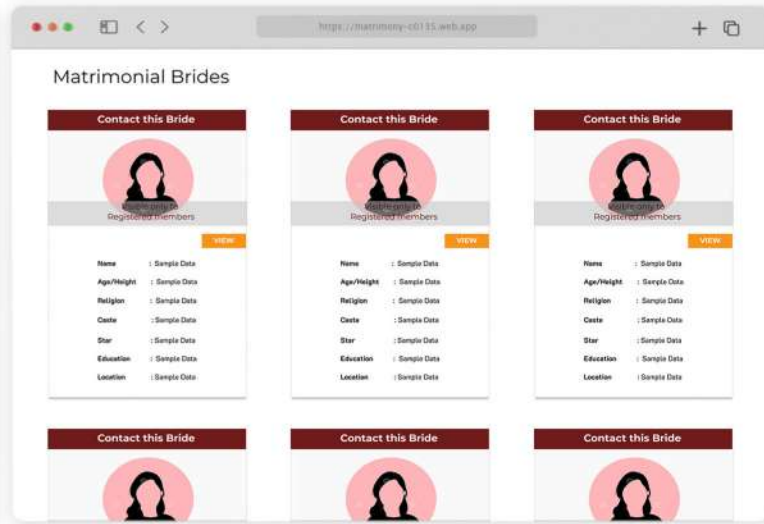 Matrimonial Brides
Contact this Bride
Visible only to
Registered members
VIEW
Name : Sample Data
Age/Height : Sample Data
Religion : Sample Data
Caste : Sample Data
Star : Sample Data
Education : Sample Data
Location : Sample Data
Contact this Bride
Visible only to
Registered members
VIEW
Name : Sample Data
Age/Height : Sample Data
Religion : Sample Data
Caste : Sample Data
Star : Sample Data
Education : Sample Data
Location : Sample Data
Contact this Bride
Visible only to
Registered members
VIEW
Name : Sample Data
Age/Height : Sample Data
Religion : Sample Data
Caste : Sample Data
Star : Sample Data
Education : Sample Data
Location : Sample Data
Contact this Bride
Contact this Bride
Contact this Bride